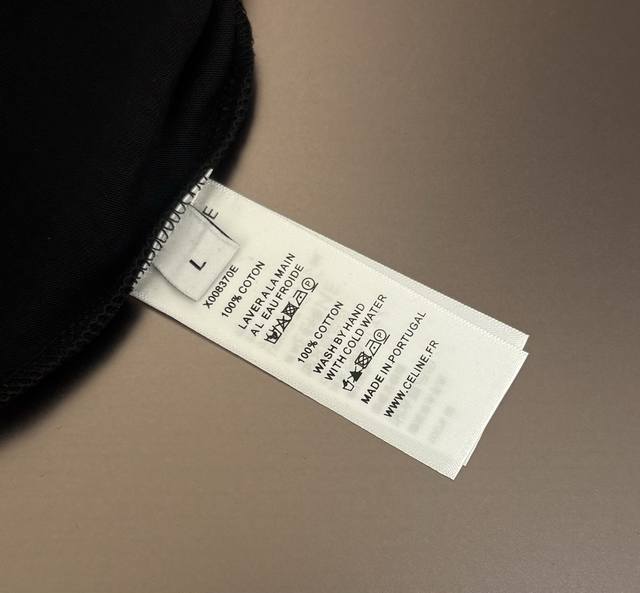 E
L
X008370E
100% COTON
LAVER A LA MAIN
AL EAU FROIDE
100% COTTON
WASH BY HAND
WITH COLD WATER
MADE IN PORTUGAL
WWW.CELINE.FR